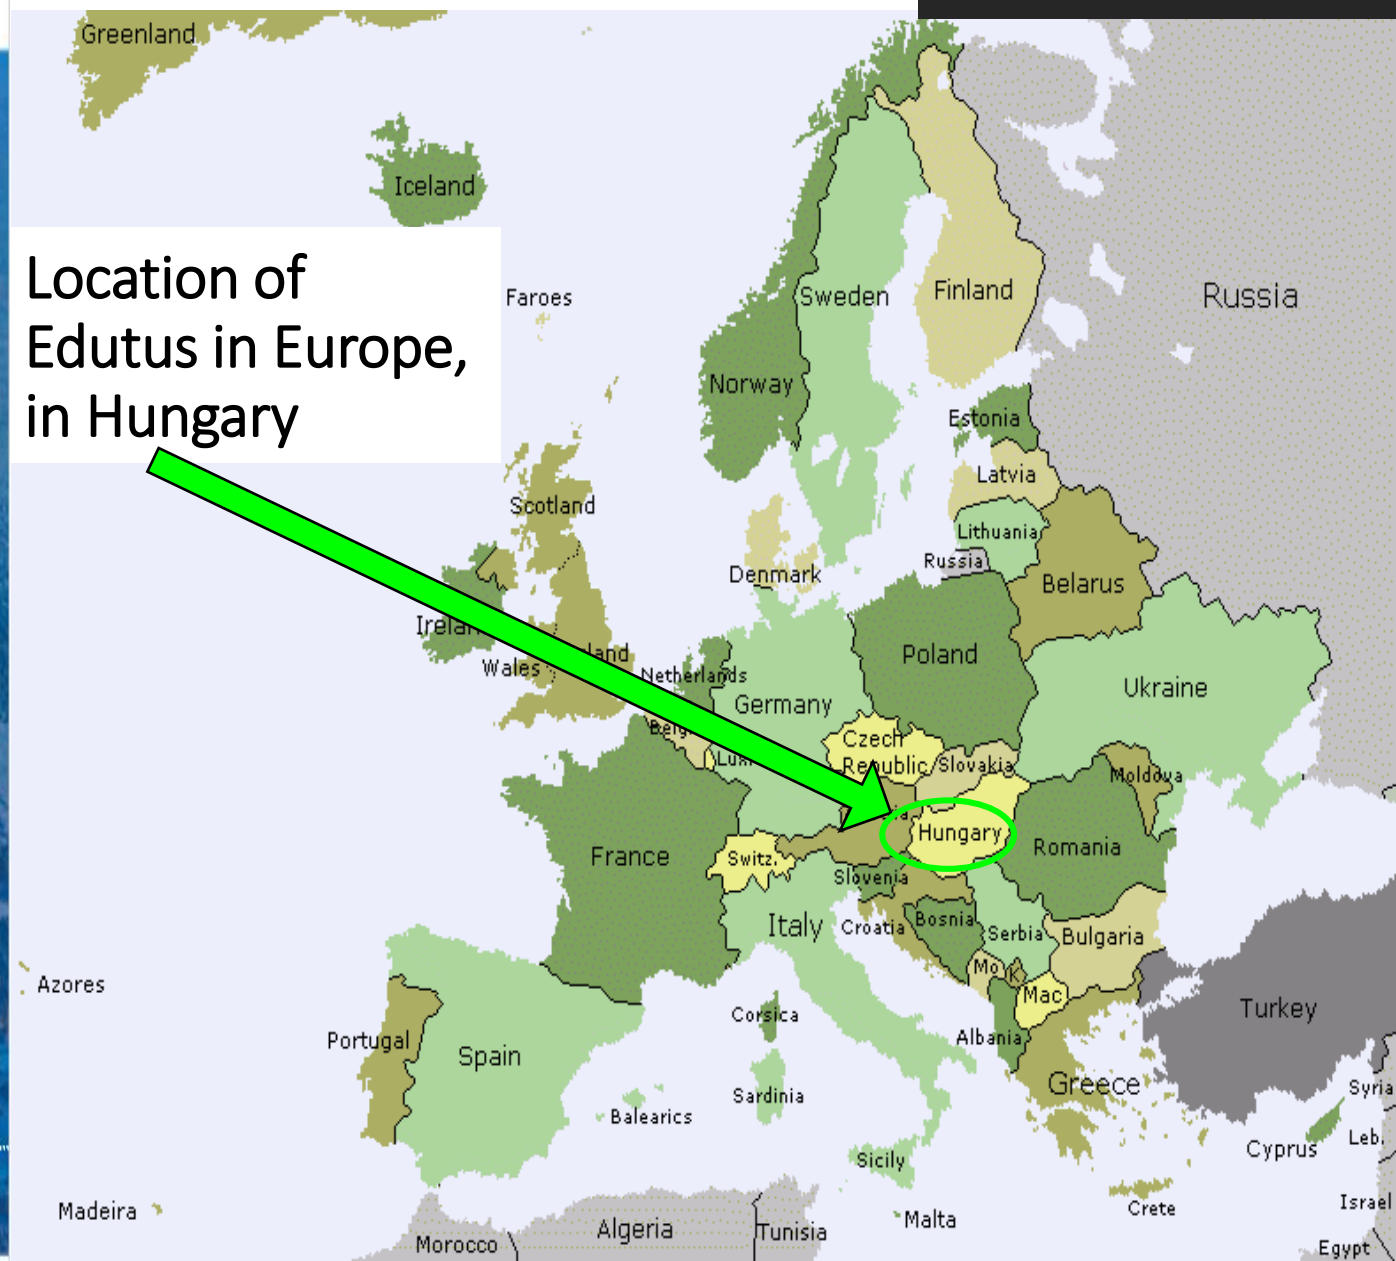 Greenland
Iceland
Location of
Edutus in Europe,
in Hungary
Faroes
Sweden
Finland
Russia
Norway
Estonia
Latvia
Scotland
Lithuania
Russia
Denmark
Belarus
Wales
Poland
Netherlands
Germany
Ukraine
Czech
Republic
Slovakia
Moldova
Hungary
Romania
France
Switz.
Slovenia
Italy
Croatia
Bosnia
Serbia
Bulgaria
Mo
K
Mac
Azores
Corsica
Turkey
Portugal
Albania
Spain
Greece
Sardinia
Balearics
Syria
Cyprus
Leb.
Sicily
Madeira
Crete
Israel
Malta
Algeria
Tunisia
Morocco
Egypt